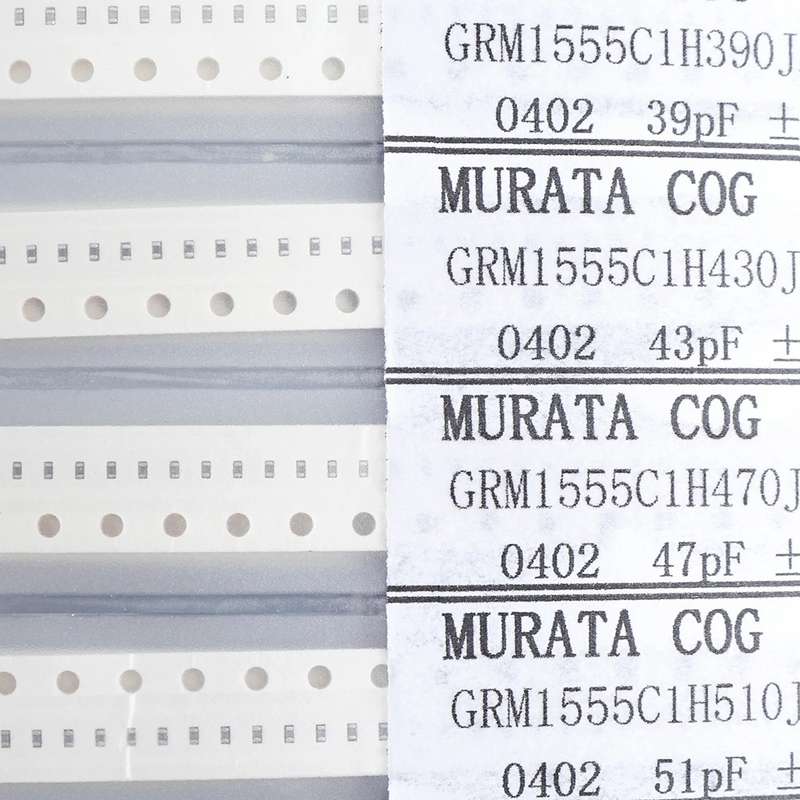 GRM1555C1H390J
0402 39pF ±
MURATA COG
GRM1555C1H430J
0402 43pF ±
MURATA COG
GRM1555C1H470J
0402 47pF ±
MURATA COG
GRM1555C1H510J
0402 51pF ±